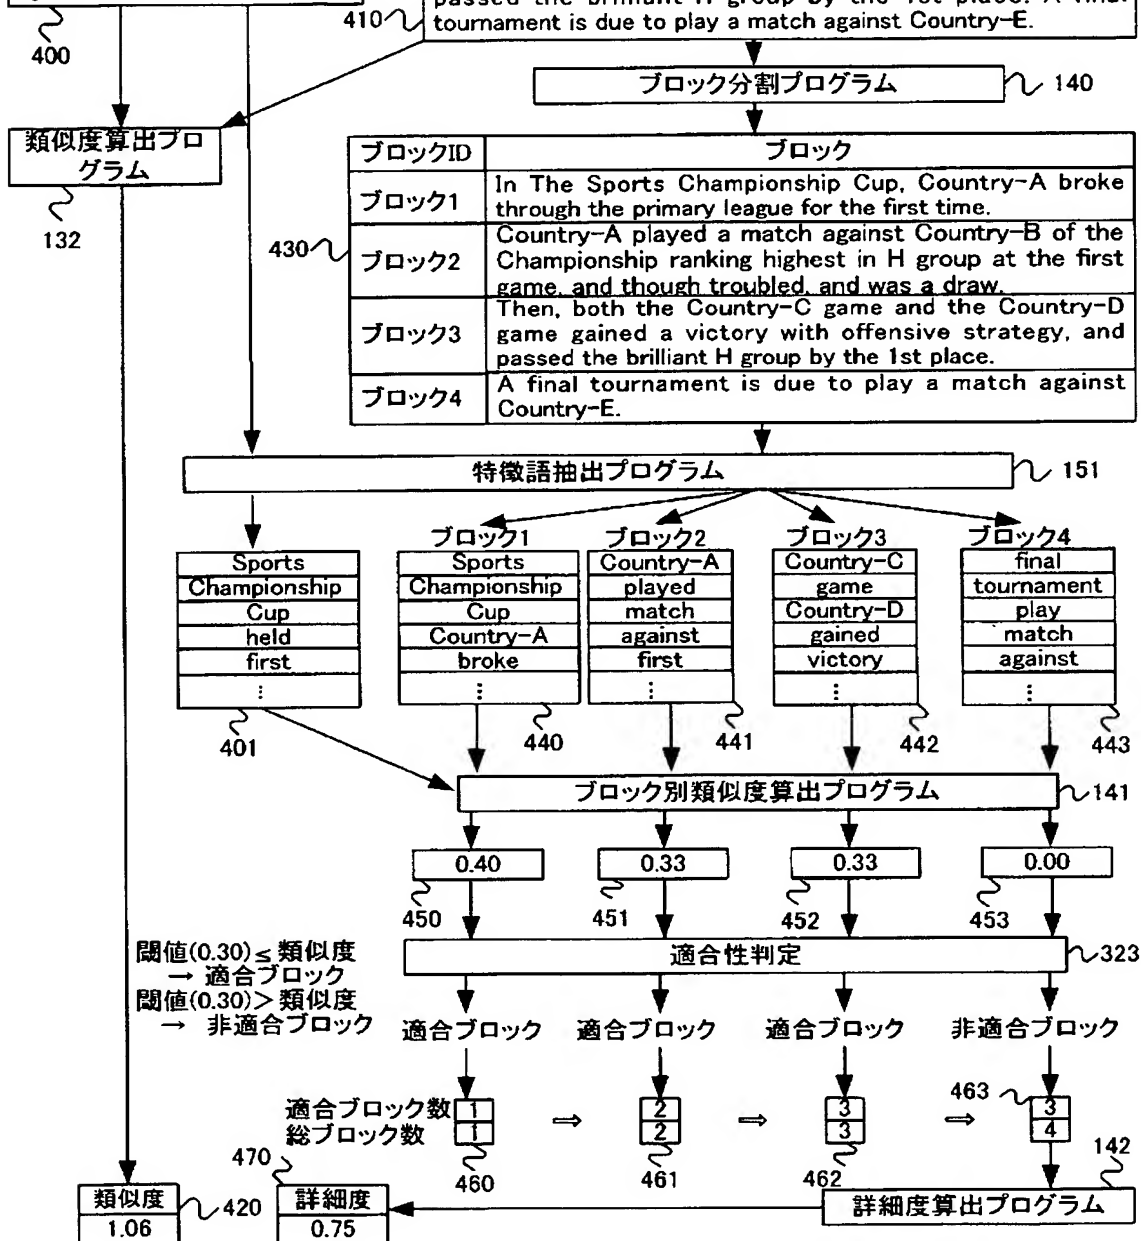 passed the brilliant H group by the 1st place. A final
tournament is due to play a match against Country-E.
410
400
ブロック分割プログラム
140
類似度算出プロ
グラム
132
ブロックID
ブロック
ブロック1
In The Sports Championship Cup, Country-A broke
through the primary league for the first time.
430
ブロック2
Country-A played a match against Country-B of the
Championship ranking highest in H group at the first
game, and though troubled, and was a draw.
ブロック3
Then, both the Country-C game and the Country-D
game gained a victory with offensive strategy, and
passed the brilliant H group by the 1st place.
ブロック4
A final tournament is due to play a match against
Country-E.
特徴語抽出プログラム
151
Sports
Championship
Cup
held
first
⋮
401
ブロック1
Sports
Championship
Cup
Country-A
broke
⋮
440
ブロック2
Country-A
played
match
against
first
⋮
441
ブロック3
Country-C
game
Country-D
gained
victory
⋮
442
ブロック4
final
tournament
play
match
against
⋮
443
ブロック別類似度算出プログラム
141
0.40
0.33
0.33
0.00
450
451
452
453
適合性判定
323
閾値(0.30)≤類似度
→ 適合ブロック
閾値(0.30)>類似度
→ 非適合ブロック
適合ブロック
適合ブロック
適合ブロック
非適合ブロック
463
適合ブロック数 1 ⇒ 2 ⇒ 3 ⇒ 3
総ブロック数 1 2 3 4
460
461
462
470
142
類似度
1.06
420
詳細度
0.75
詳細度算出プログラム